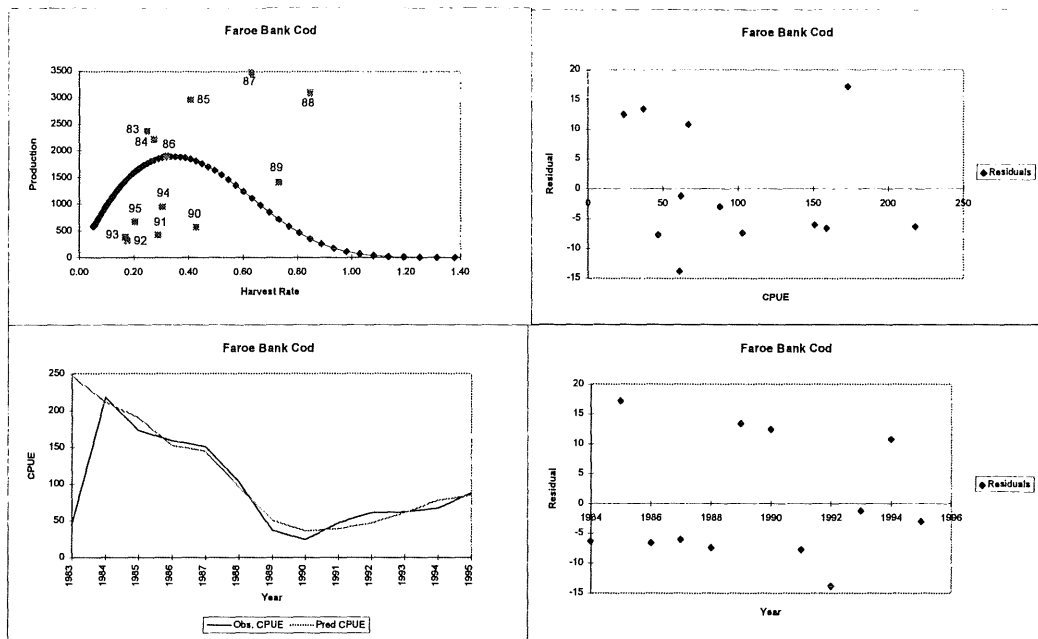 Faroe Bank Cod
3500
3000
2500
2000
1500
1000
500
0
Production
87
88
85
83
84
86
89
94
95
91
90
93
92
0.00 0.20 0.40 0.60 0.80 1.00 1.20 1.40
Harvest Rate
Faroe Bank Cod
20
15
10
5
0
-5
-10
-15
Residual
0 50 100 150 200 250
CPUE
Residuals
Faroe Bank Cod
250
200
150
100
50
0
CPUE
1983 1984 1985 1986 1987 1988 1989 1990 1991 1992 1993 1994 1995
Year
Obs. CPUE Pred CPUE
Faroe Bank Cod
20
15
10
5
0
-5
-10
-15
Residual
1984 1986 1988 1990 1992 1994 1996
Year
Residuals